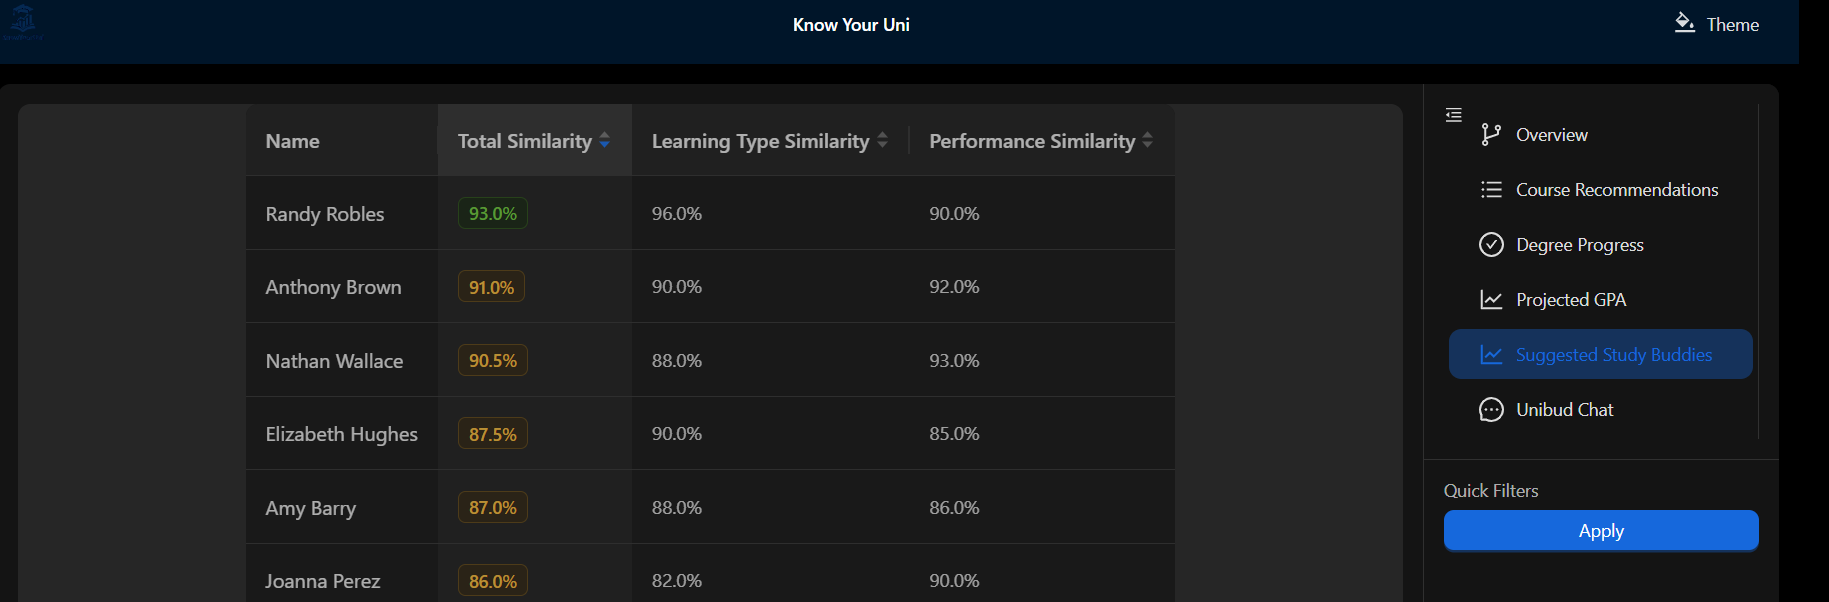 Know Your Uni
Theme
Name Total Similarity Learning Type Similarity Performance Similarity
Randy Robles 93.0% 96.0% 90.0%
Anthony Brown 91.0% 90.0% 92.0%
Nathan Wallace 90.5% 88.0% 93.0%
Elizabeth Hughes 87.5% 90.0% 85.0%
Amy Barry 87.0% 88.0% 86.0%
Joanna Perez 86.0% 82.0% 90.0%
Overview
Course Recommendations
Degree Progress
Projected GPA
Suggested Study Buddies
Unibud Chat
Quick Filters
Apply